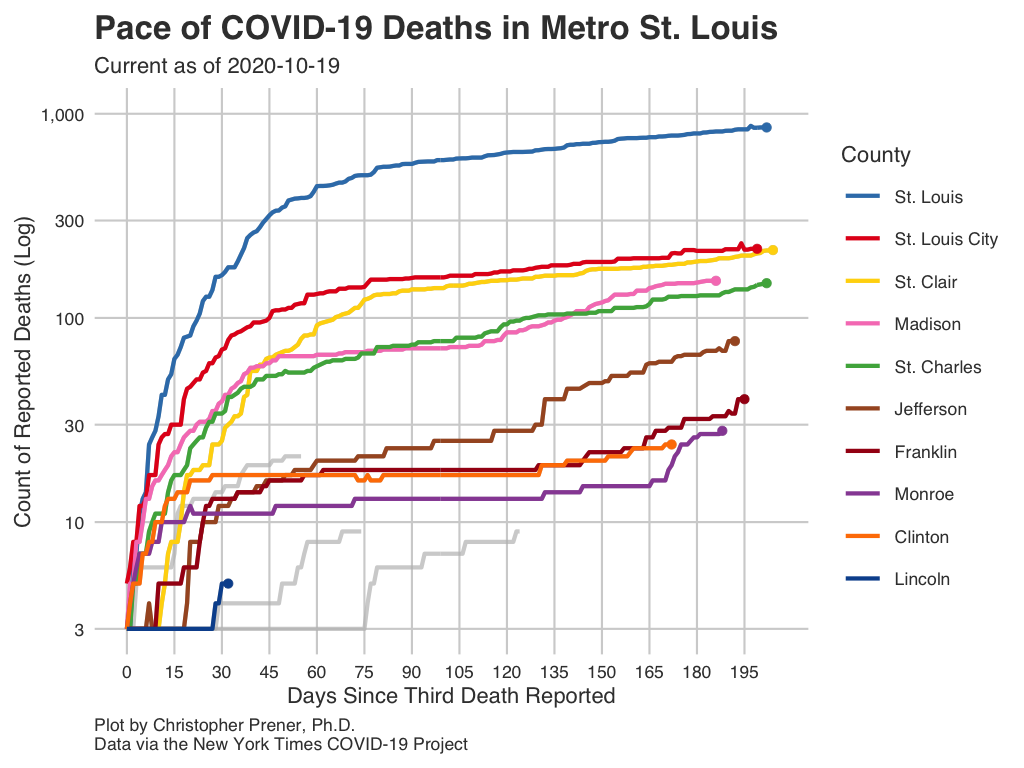 Pace of COVID-19 Deaths in Metro St. Louis
Current as of 2020-10-19
Count of Reported Deaths (Log)
1,000
300
100
30
10
3
0 15 30 45 60 75 90 105 120 135 150 165 180 195
Days Since Third Death Reported
County
St. Louis
St. Louis City
St. Clair
Madison
St. Charles
Jefferson
Franklin
Monroe
Clinton
Lincoln
Plot by Christopher Prener, Ph.D.
Data via the New York Times COVID-19 Project